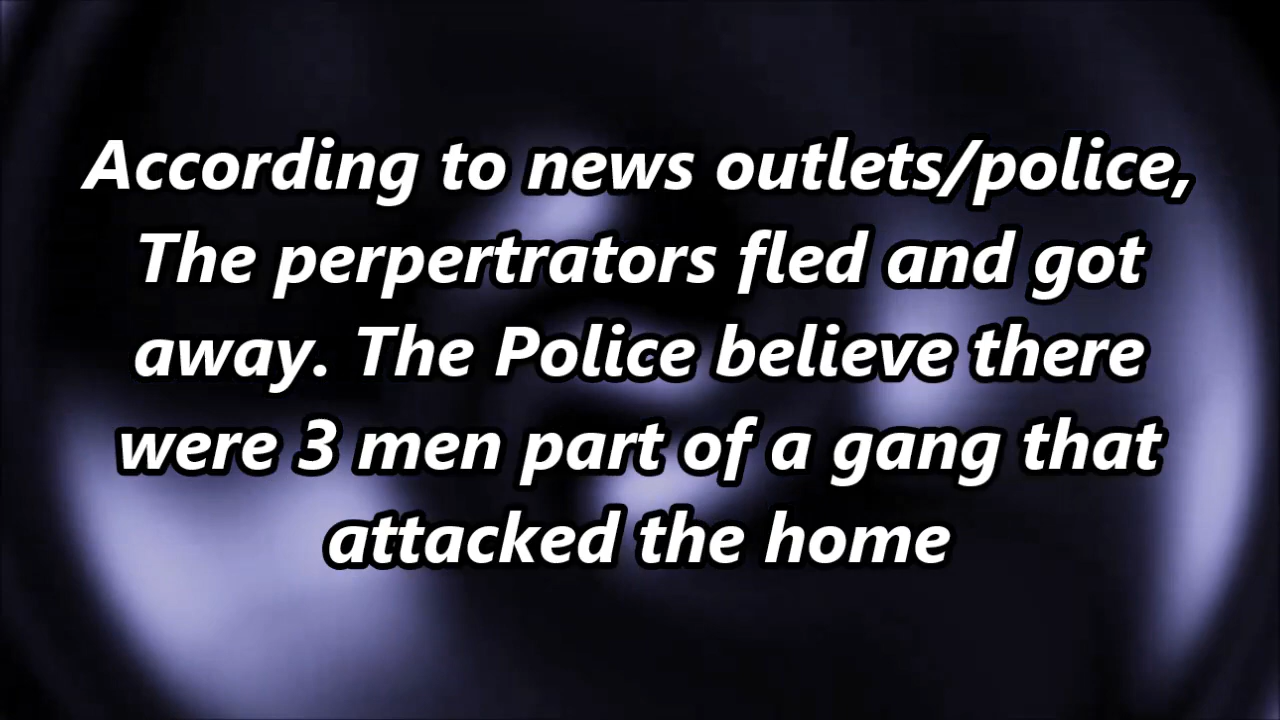 According to news outlets/police,
The perpertrators fled and got
away. The Police believe there
were 3 men part of a gang that
attacked the home